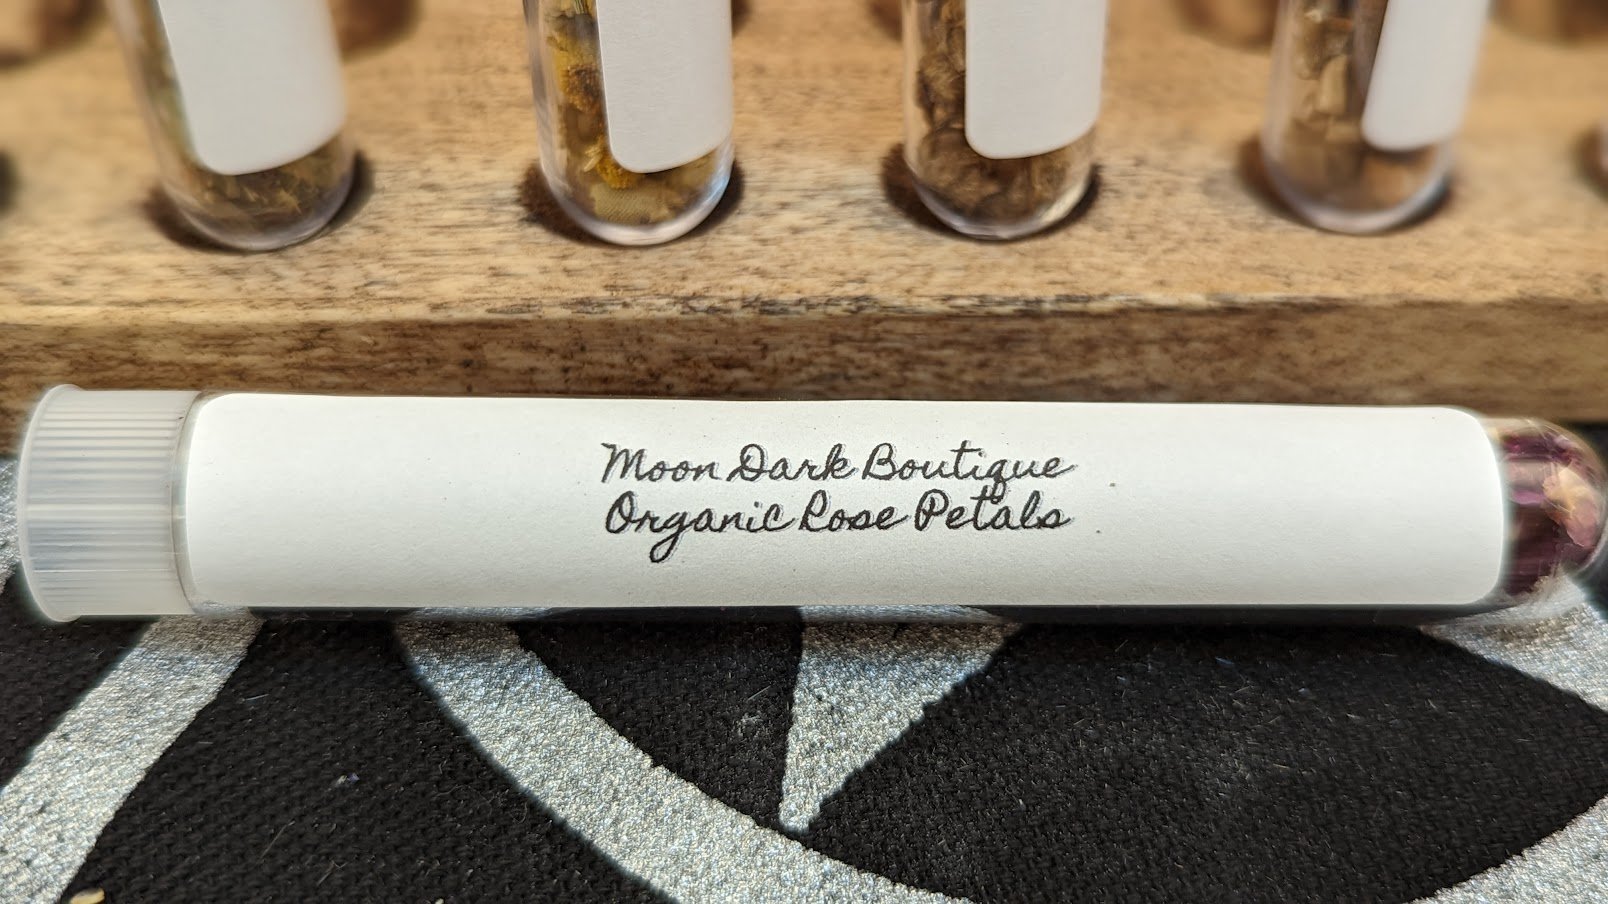 Moon Dark Boutique
Organic Rose Petals